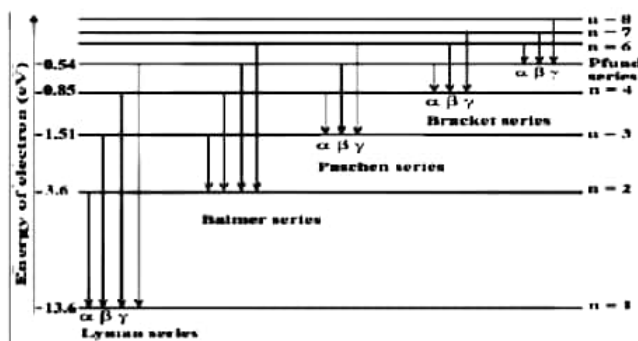 Energy of electron (eV)
n = 8
n = 7
n = 6
-0.54
Pfund
series
α β γ
-0.85
n = 4
α β γ
Bracket series
-1.51
n = 3
α β γ
Paschen series
-3.6
n = 2
Balmer series
-13.6
n = 1
α β γ
Lyman series